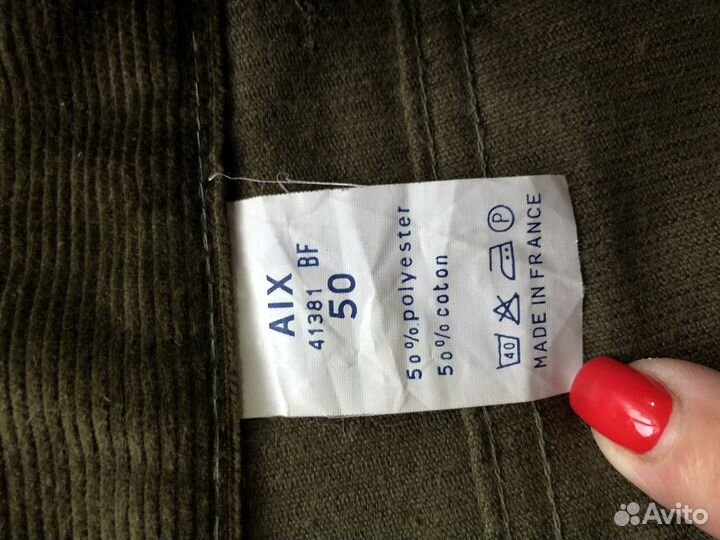 AIX
41381 BF
50
50% polyester
50% coton
40 P
MADE IN FRANCE
Avito